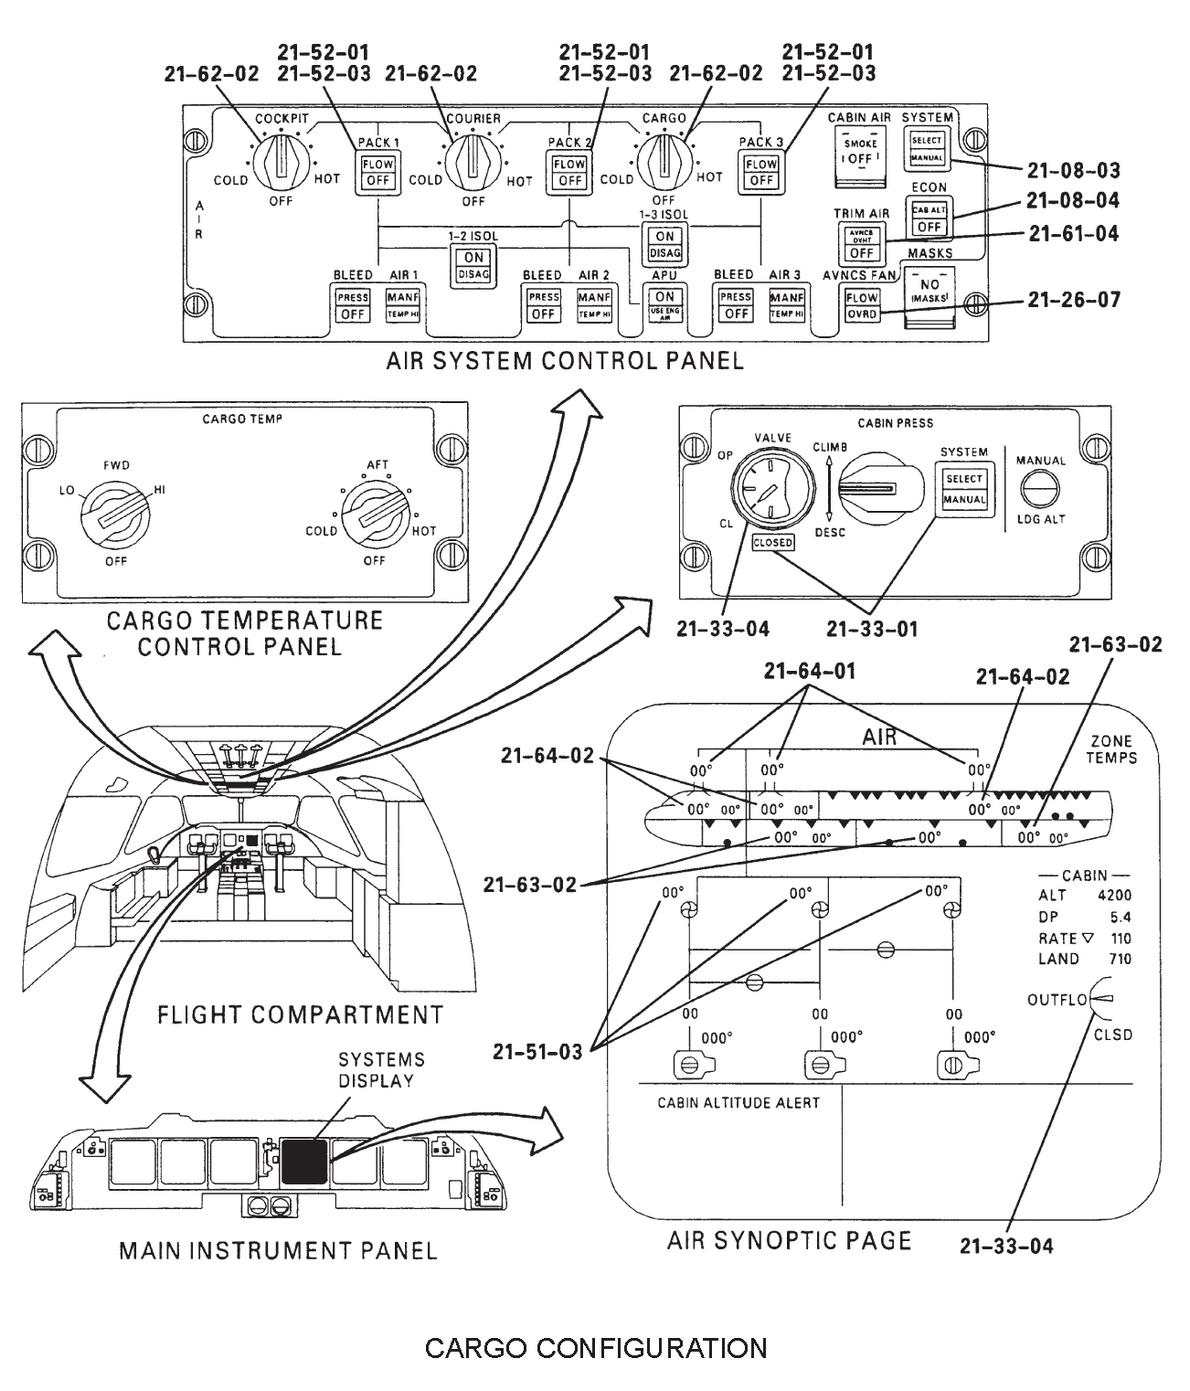 21-52-01 21-52-01 21-52-01
21-62-02 21-52-03 21-62-02 21-52-03 21-62-02 21-52-03
COCKPIT COURIER CARGO CABIN AIR SYSTEM
PACK 1 PACK 2 PACK 3
SMOKE
OFF
SELECT
MANUAL
FLOW
OFF
FLOW
OFF
FLOW
OFF
COLD HOT COLD HOT COLD HOT
OFF OFF OFF
21-08-03
ECON
CAB ALT
OFF
21-08-04
AIR
1-2 ISOL
ON
DISAG
1-3 ISOL
ON
DISAG
TRIM AIR
AVNCS
OVHT
OFF
21-61-04
MASKS
NO
MASKS
BLEED AIR 1 BLEED AIR 2 APU BLEED AIR 3 AVNCS FAN
PRESS MANF PRESS MANF ON PRESS MANF FLOW
OFF TEMP HI OFF TEMP HI USE ENG AIR OFF TEMP HI OVRD
21-26-07
AIR SYSTEM CONTROL PANEL
CARGO TEMP
FWD
LO HI
OFF
AFT
COLD HOT
OFF
CARGO TEMPERATURE
CONTROL PANEL
CABIN PRESS
VALVE
OP
CL
CLOSED
CLIMB
DESC
SYSTEM
SELECT
MANUAL
MANUAL
LDG ALT
21-33-04 21-33-01
21-63-02
21-64-01
21-64-02
21-64-02
AIR
ZONE
TEMPS
00° 00° 00°
00° 00° 00° 00° 00° 00°
00° 00° 00° 00° 00°
21-63-02
00° 00° 00°
CABIN
ALT 4200
DP 5.4
RATE ▽ 110
LAND 710
OUTFLO
CLSD
00 00 00
000° 000° 000°
21-51-03
CABIN ALTITUDE ALERT
FLIGHT COMPARTMENT
SYSTEMS
DISPLAY
MAIN INSTRUMENT PANEL
AIR SYNOPTIC PAGE
21-33-04
CARGO CONFIGURATION